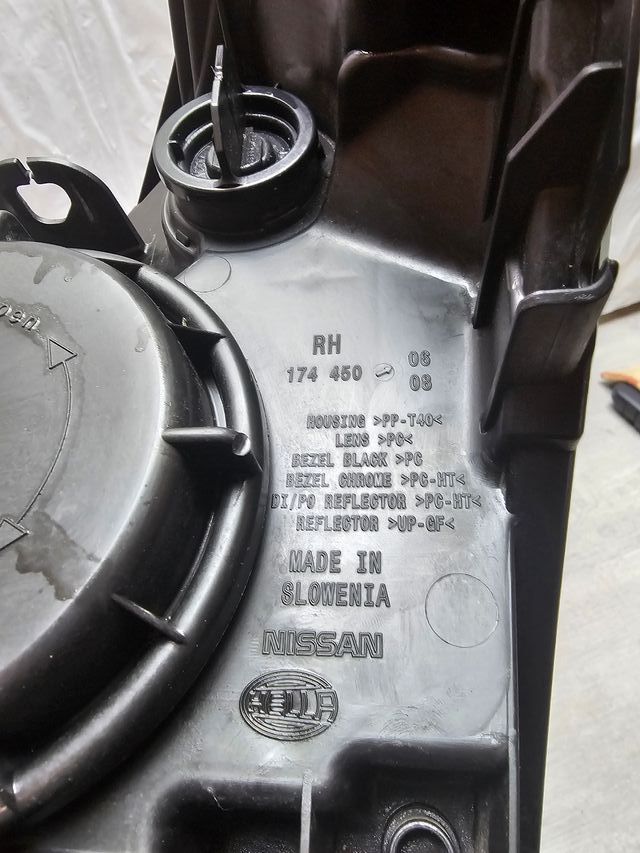 RH
174 450 06
08
HOUSING >PP-T40<
LENS >PC<
BEZEL BLACK >PC
BEZEL CHROME >PC-HT<
DI/PO REFLECTOR >PC-HT<
REFLECTOR >UP-GF<
MADE IN
SLOWENIA
NISSAN
HELLA